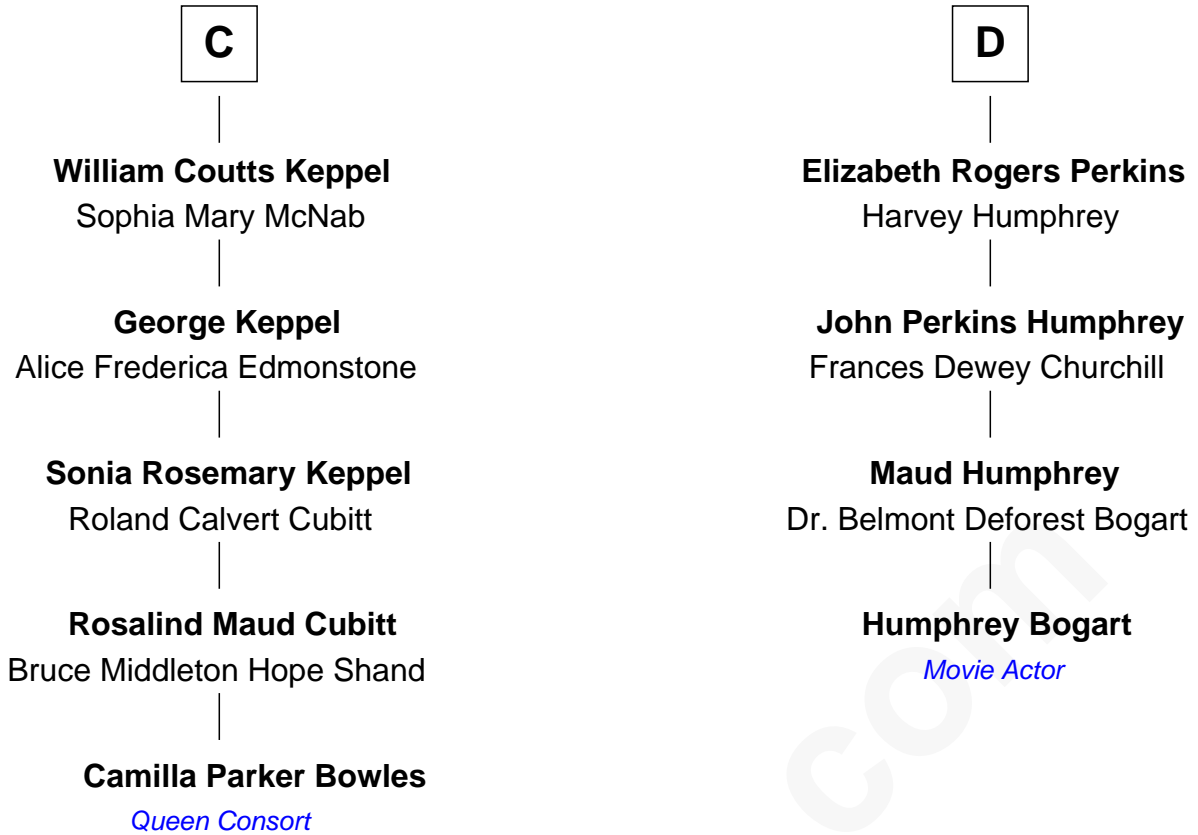 C
William Coutts Keppel
Sophia Mary McNab
George Keppel
Alice Frederica Edmonstone
Sonia Rosemary Keppel
Roland Calvert Cubitt
Rosalind Maud Cubitt
Bruce Middleton Hope Shand
Camilla Parker Bowles
Queen Consort
D
Elizabeth Rogers Perkins
Harvey Humphrey
John Perkins Humphrey
Frances Dewey Churchill
Maud Humphrey
Dr. Belmont Deforest Bogart
Humphrey Bogart
Movie Actor
com